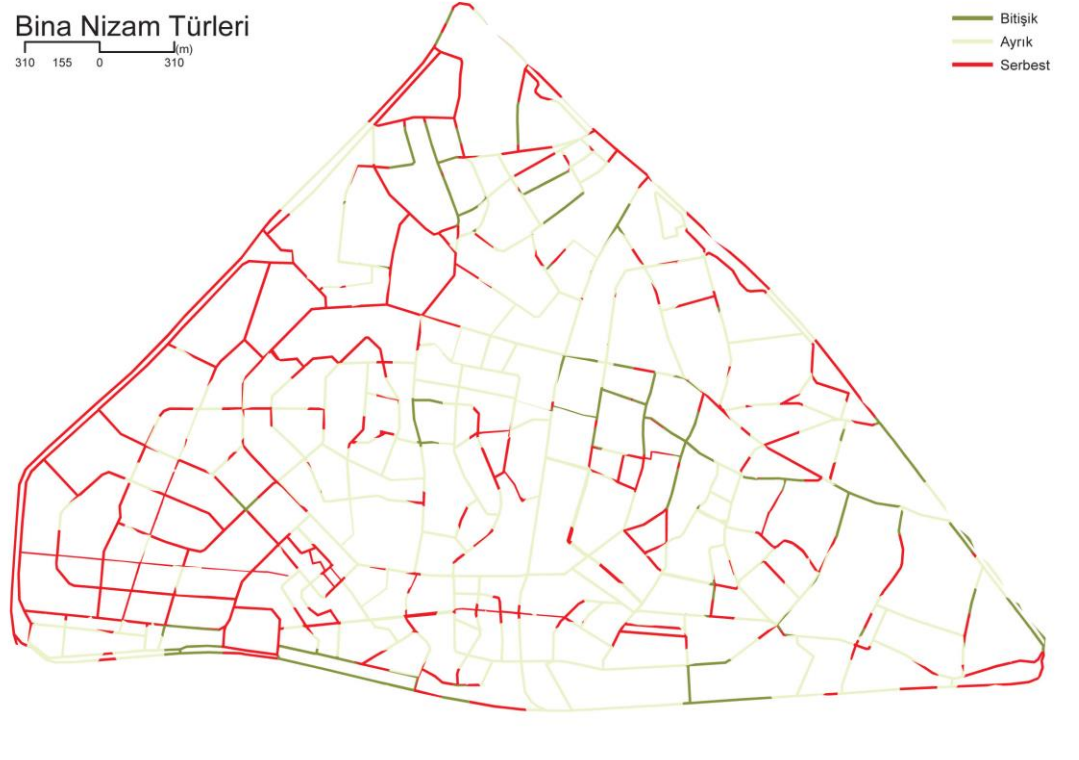 Bina Nizam Türleri
(m)
310 155 0 310
Bitişik
Ayrık
Serbest